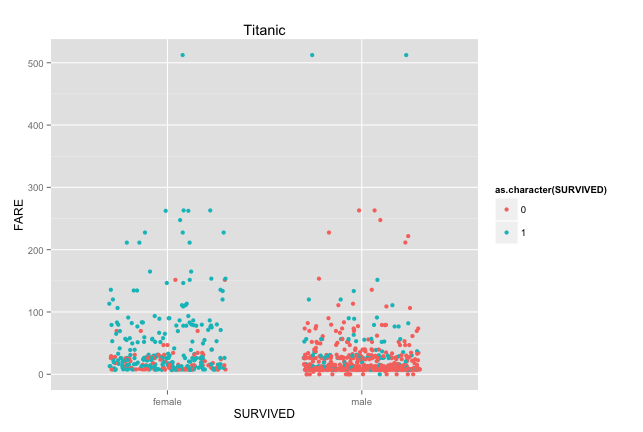 Titanic
500
400
300
200
100
0
FARE
female
male
SURVIVED
as.character(SURVIVED)
0
1